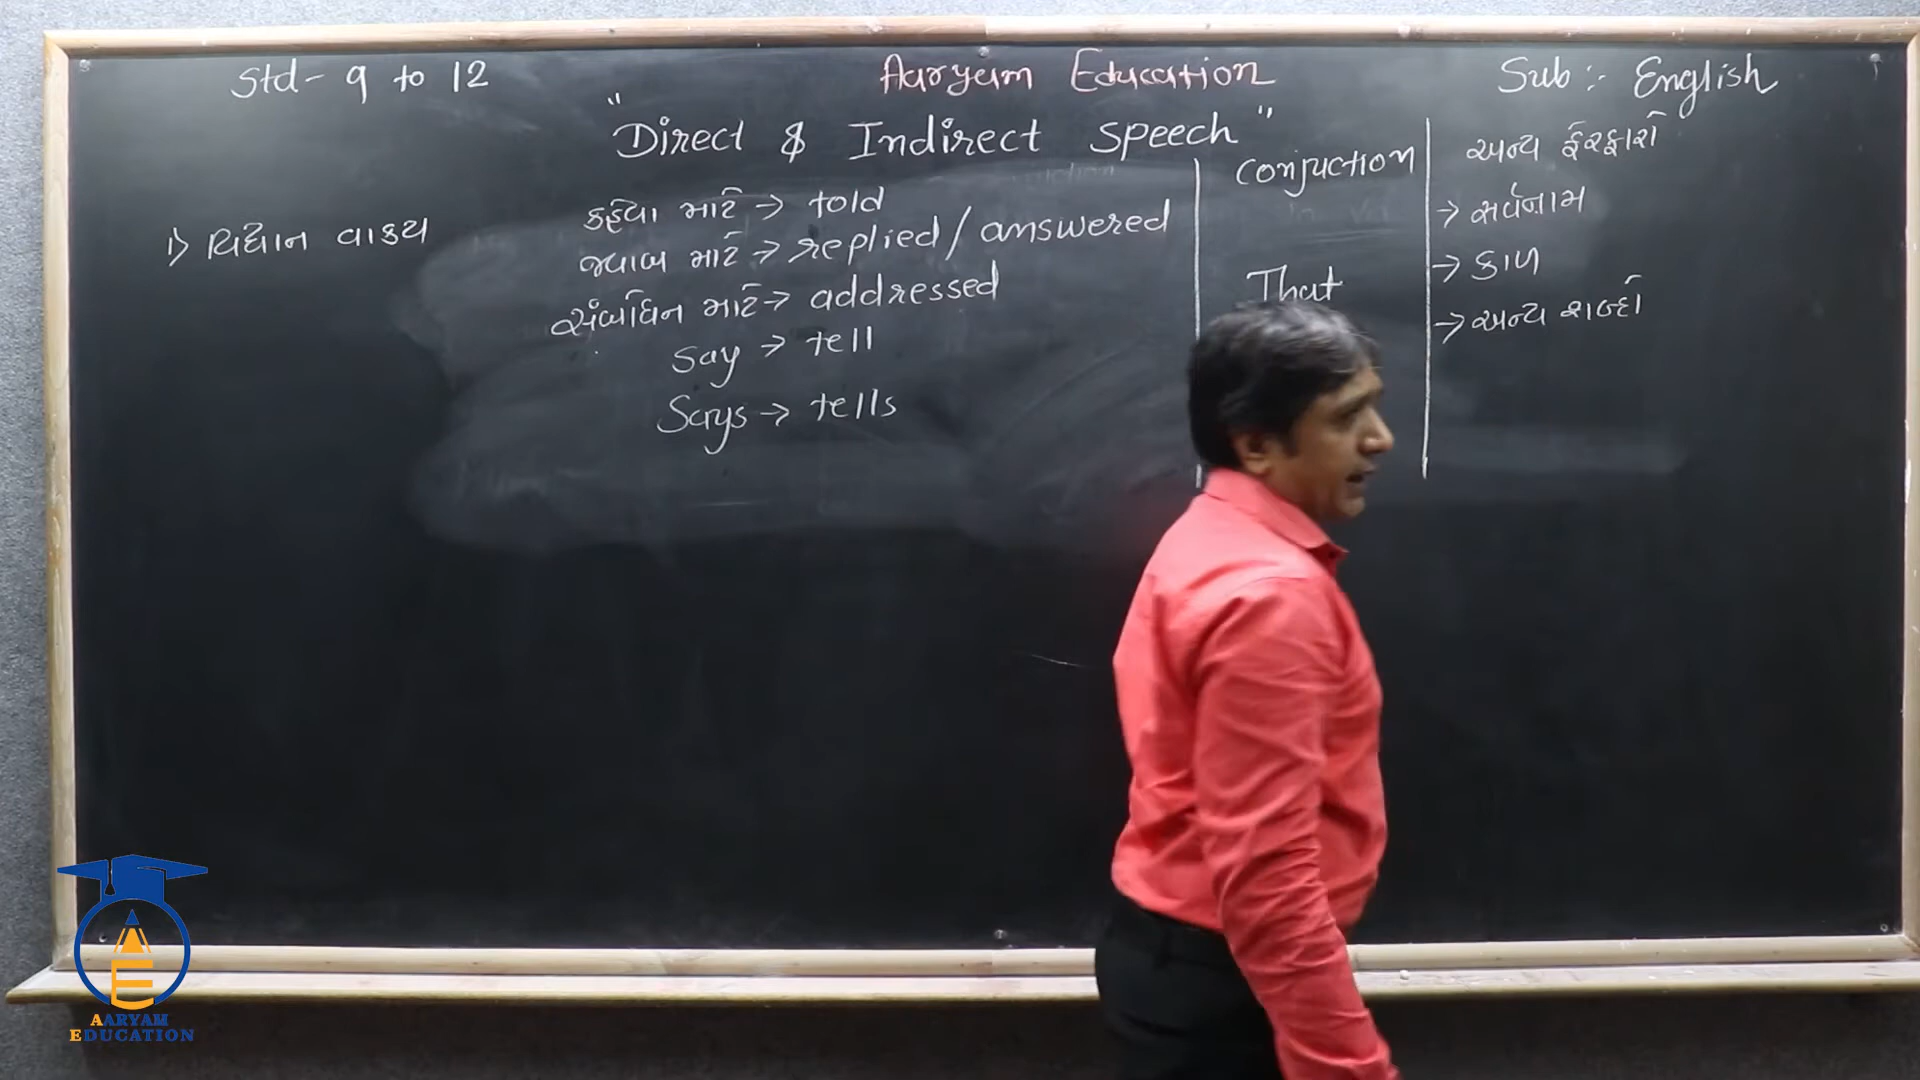 Std- 9 to 12
Aaryam Education
Sub:- English
"Direct & Indirect Speech"
1) વિધાન વાકય
કહેવા માટે → told
જવાબ માટે → replied/answered
સંબોધન માટે → addressed
Say → tell
Says → tells
Conjuction
That
અન્ય ફેરફારો
→ સર્વનામ
→ કાળ
→ અન્ય શબ્દો
AARYAM
EDUCATION